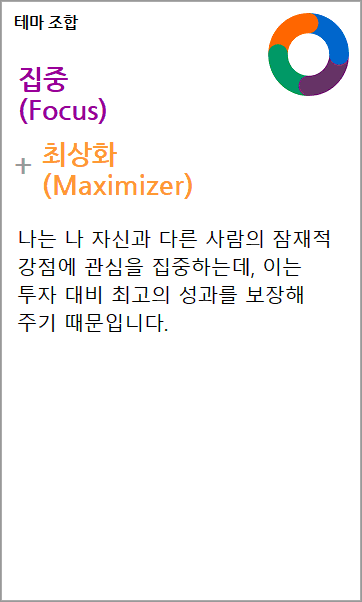 테마 조합
집중
(Focus)
+ 최상화
(Maximizer)
나는 나 자신과 다른 사람의 잠재적
강점에 관심을 집중하는데, 이는
투자 대비 최고의 성과를 보장해
주기 때문입니다.